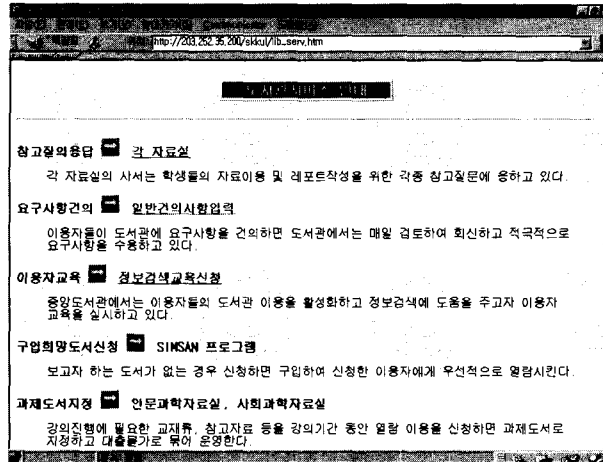 http://203.252.95.200/skkul/lib_serv.htm
참고질의응답 각 자료실
각 자료실의 사서는 학생들의 자료이용 및 레포트작성을 위한 각종 참고질문에 응하고 있다.
요구사항건의 일반건의사항입력
이용자들이 도서관에 요구사항을 건의하면 도서관에서는 매일 검토하여 회신하고 적극적으로
요구사항을 수용하고 있다.
이용자교육 정보검색교육신청
중앙도서관에서는 이용자들의 도서관 이용을 활성화하고 정보검색에 도움을 주고자 이용자
교육을 실시하고 있다.
구입희망도서신청 SIMSAN 프로그램
보고자 하는 도서가 없는 경우 신청하면 구입하여 신청한 이용자에게 우선적으로 열람시킨다.
과제도서지정 인문과학자료실, 사회과학자료실
강의진행에 필요한 교재류, 참고자료 등을 강의기간 동안 열람 이용을 신청하면 과제도서로
지정하고 대출불가로 묶어 운영한다.